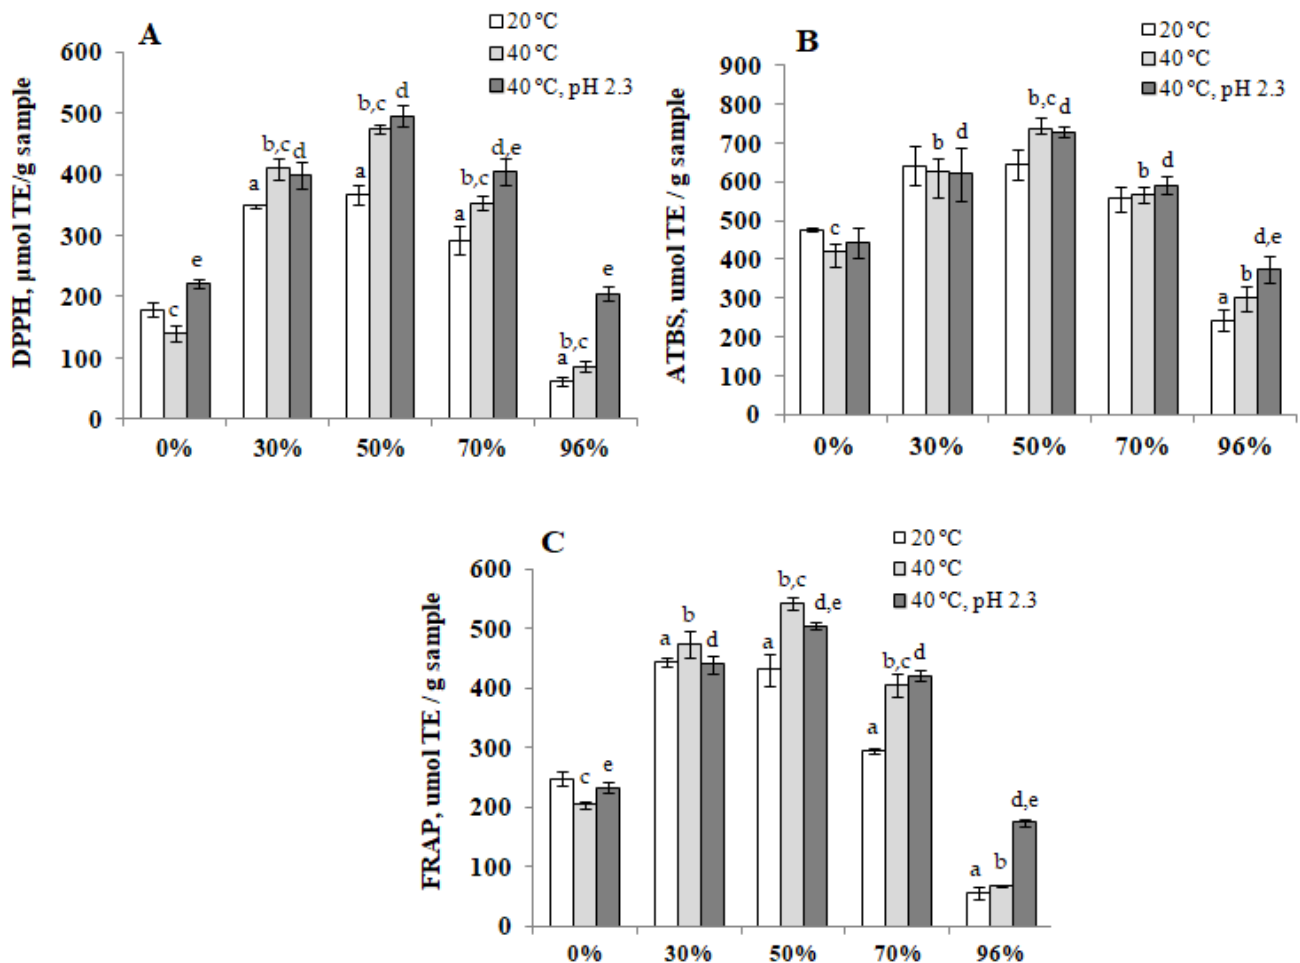 A
20 °C
40 °C
40 °C, pH 2.3
DPPH, µmol TE/g sample
600
500
400
300
200
100
0
c
e
a
b,c
d
a
b,c
d
a
b,c
d,e
a
b,c
e
0%
30%
50%
70%
96%
B
20 °C
40 °C
40 °C, pH 2.3
ATBS, umol TE / g sample
900
800
700
600
500
400
300
200
100
0
c
b
d
b,c
d
b
d
a
b
d,e
0%
30%
50%
70%
96%
C
20 °C
40 °C
40 °C, pH 2.3
FRAP, umol TE / g sample
600
500
400
300
200
100
0
c
e
a
b
d
a
b,c
d,e
a
b,c
d
a
b
d,e
0%
30%
50%
70%
96%